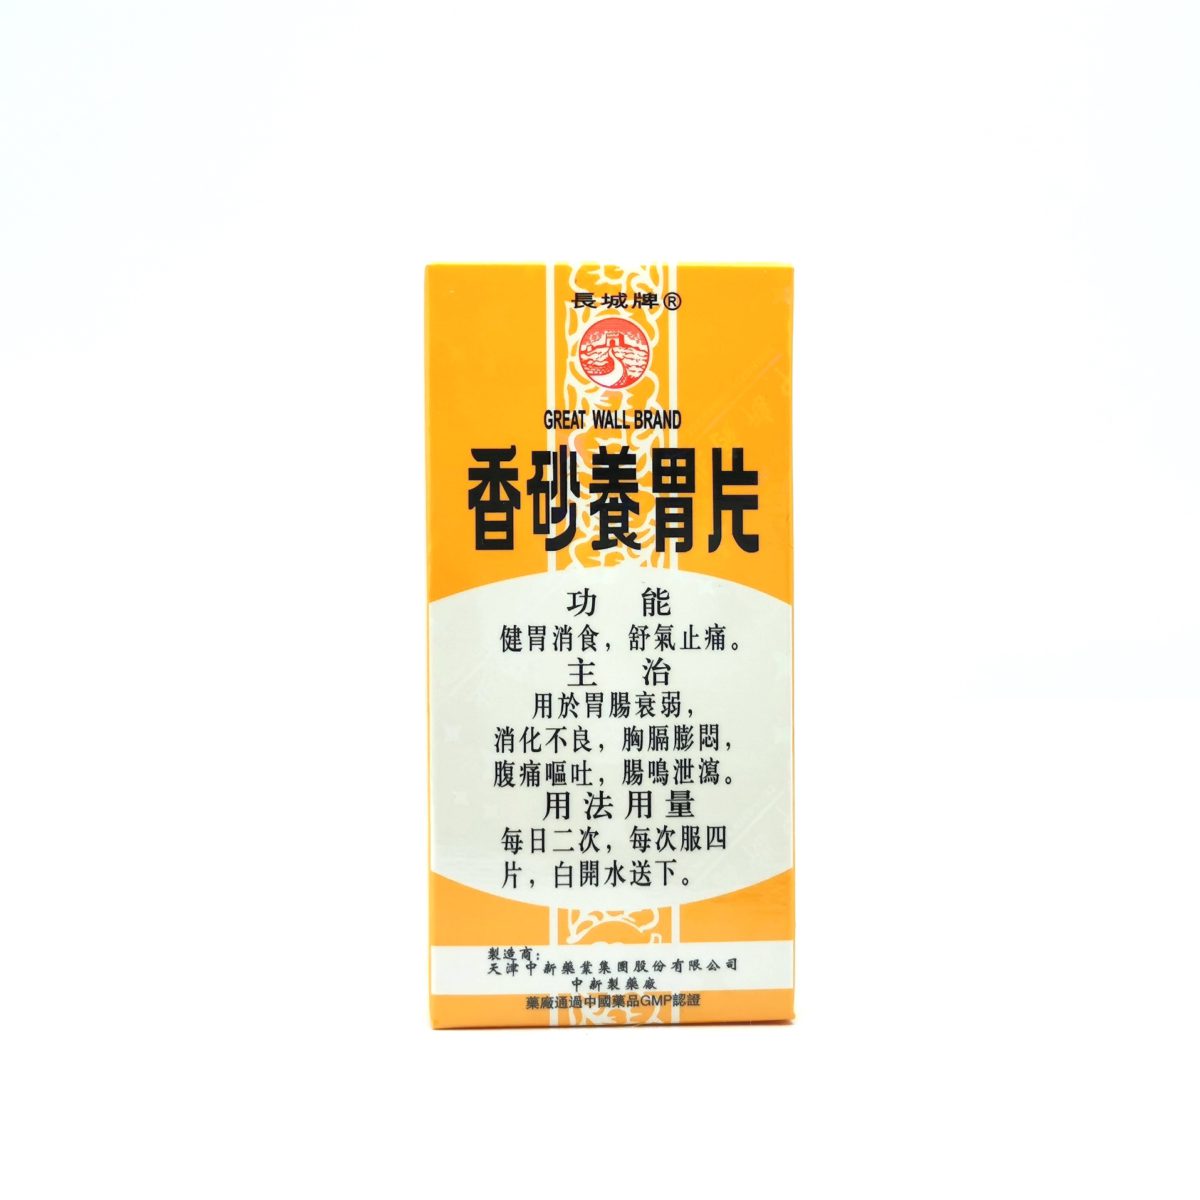 長城牌®
GREAT WALL BRAND
香砂養胃片
功能
健胃消食，舒氣止痛。
主治
用於胃腸衰弱，
消化不良，胸膈膨悶，
腹痛嘔吐，腸鳴泄瀉。
用法用量
每日二次，每次服四
片，白開水送下。
製造商：
天津中新藥業集團股份有限公司
中新製藥廠
藥廠通過中國藥品GMP認證